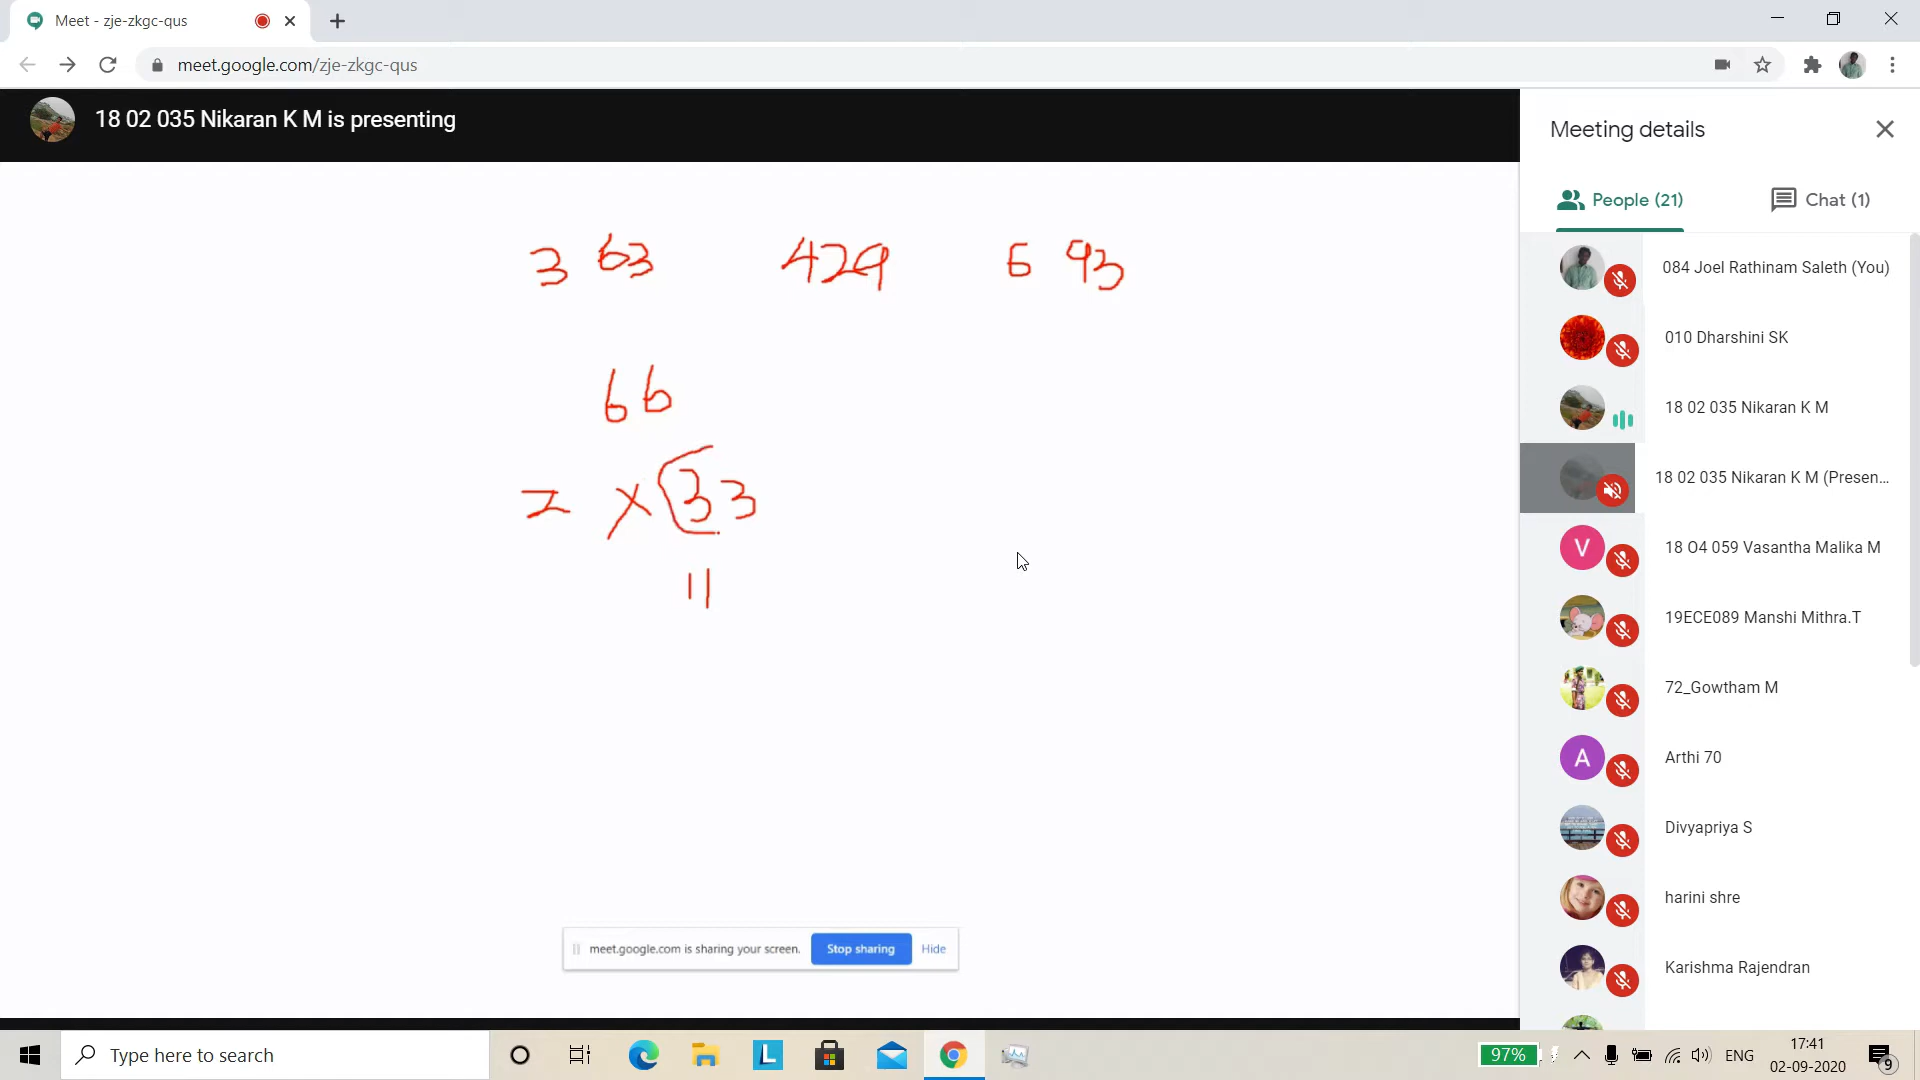 Meet - zje-zkgc-qus
meet.google.com/zje-zkgc-qus
18 02 035 Nikaran K M is presenting
Meeting details
People (21)
Chat (1)
3 63 429 6 93
66
= × 33
11
084 Joel Rathinam Saleth (You)
010 Dharshini SK
18 02 035 Nikaran K M
18 02 035 Nikaran K M (Presen...
V
18 O4 059 Vasantha Malika M
19ECE089 Manshi Mithra.T
72_Gowtham M
A
Arthi 70
Divyapriya S
harini shre
Karishma Rajendran
meet.google.com is sharing your screen.
Stop sharing
Hide
Type here to search
L
97%
ENG
17:41
02-09-2020
9